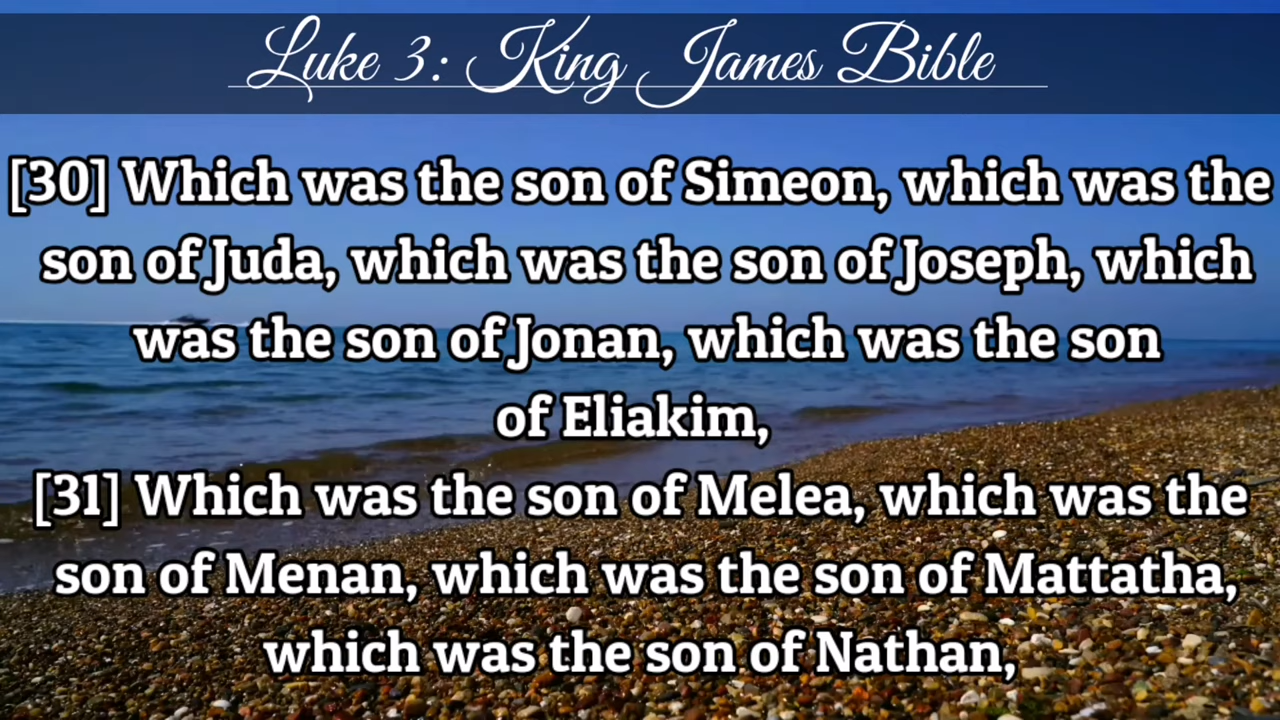 Luke 3: King James Bible
[30] Which was the son of Simeon, which was the
son of Juda, which was the son of Joseph, which
was the son of Jonan, which was the son
of Eliakim,
[31] Which was the son of Melea, which was the
son of Menan, which was the son of Mattatha,
which was the son of Nathan,